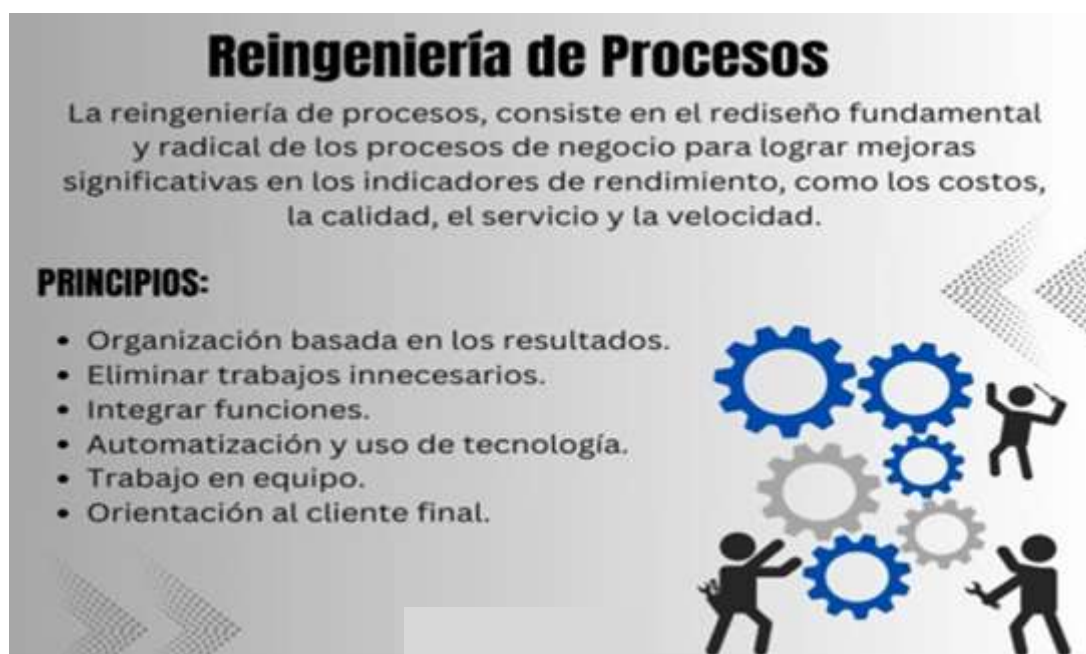 Reingeniería de Procesos
La reingeniería de procesos, consiste en el rediseño fundamental
y radical de los procesos de negocio para lograr mejoras
significativas en los indicadores de rendimiento, como los costos,
la calidad, el servicio y la velocidad.
PRINCIPIOS:
• Organización basada en los resultados.
• Eliminar trabajos innecesarios.
• Integrar funciones.
• Automatización y uso de tecnología.
• Trabajo en equipo.
• Orientación al cliente final.